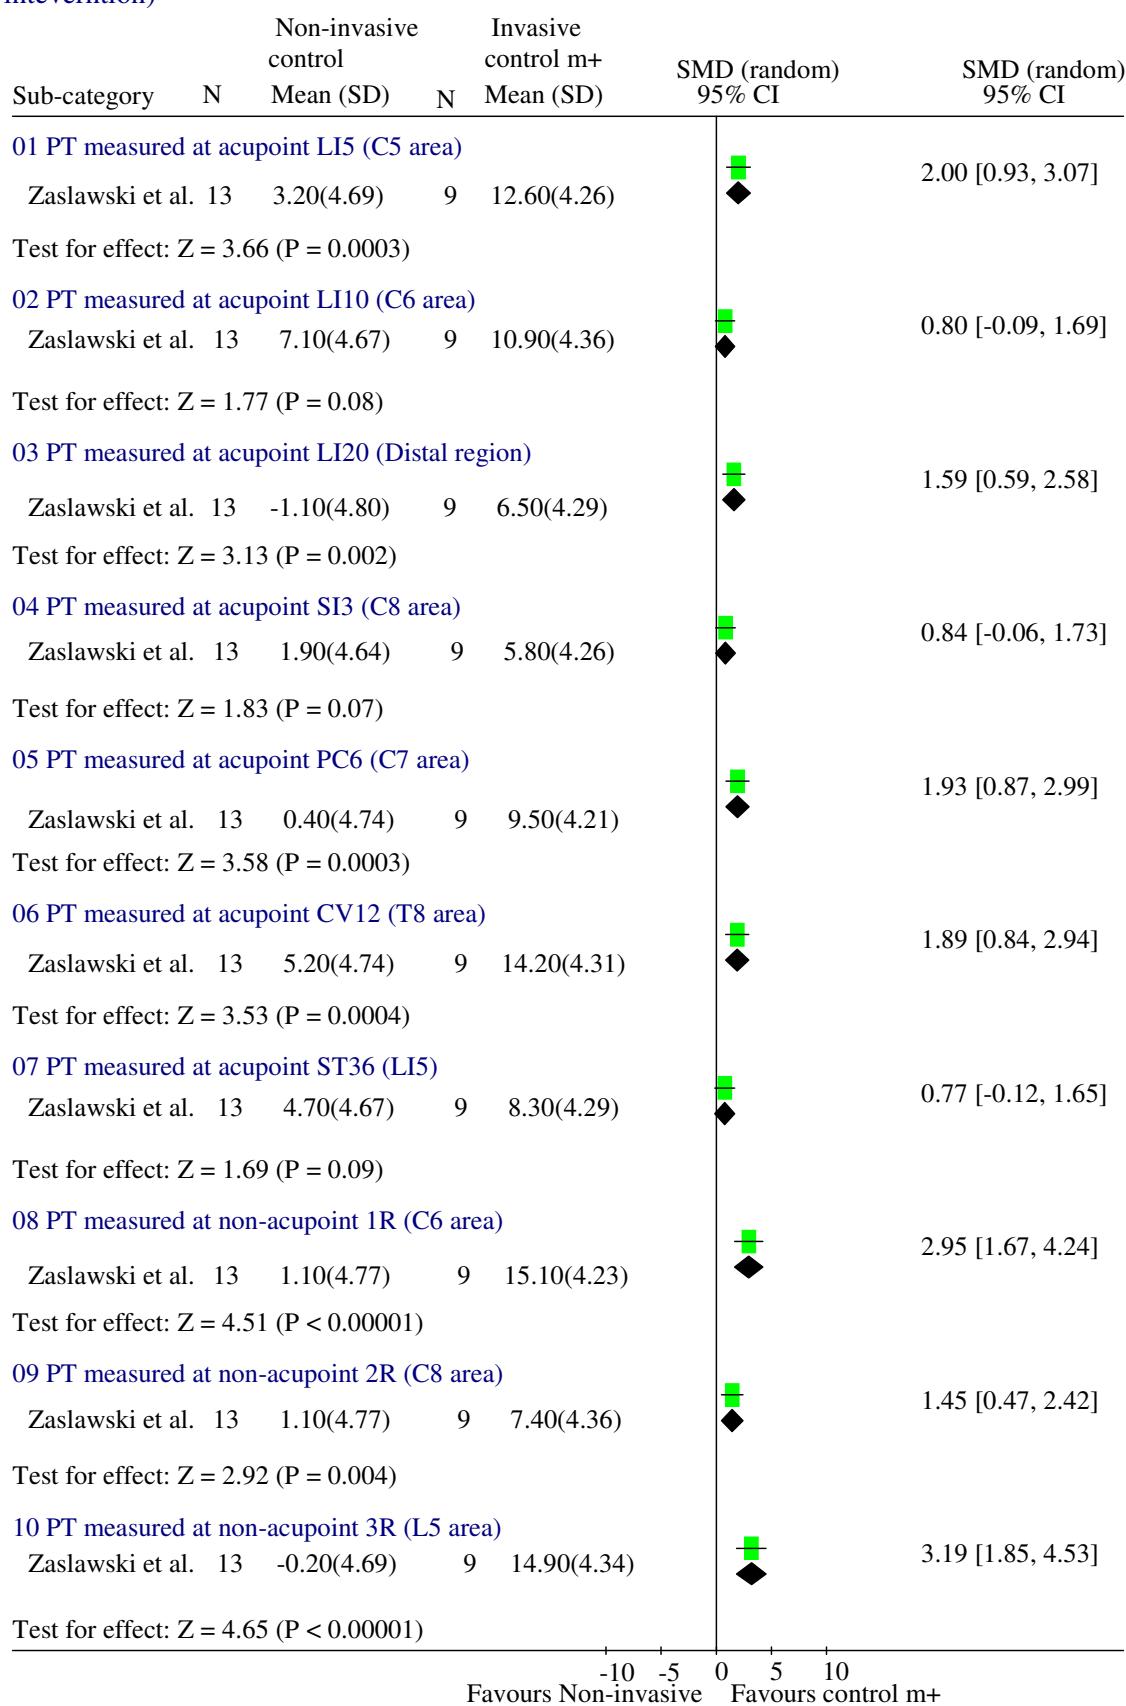 intevernition)
Non-invasive Invasive
control control m+ SMD (random) SMD (random)
Sub-category N Mean (SD) N Mean (SD) 95% CI 95% CI
01 PT measured at acupoint LI5 (C5 area)
2.00 [0.93, 3.07]
Zaslawski et al. 13 3.20(4.69) 9 12.60(4.26)
Test for effect: Z = 3.66 (P = 0.0003)
02 PT measured at acupoint LI10 (C6 area)
0.80 [-0.09, 1.69]
Zaslawski et al. 13 7.10(4.67) 9 10.90(4.36)
Test for effect: Z = 1.77 (P = 0.08)
03 PT measured at acupoint LI20 (Distal region)
1.59 [0.59, 2.58]
Zaslawski et al. 13 -1.10(4.80) 9 6.50(4.29)
Test for effect: Z = 3.13 (P = 0.002)
04 PT measured at acupoint SI3 (C8 area)
0.84 [-0.06, 1.73]
Zaslawski et al. 13 1.90(4.64) 9 5.80(4.26)
Test for effect: Z = 1.83 (P = 0.07)
05 PT measured at acupoint PC6 (C7 area)
1.93 [0.87, 2.99]
Zaslawski et al. 13 0.40(4.74) 9 9.50(4.21)
Test for effect: Z = 3.58 (P = 0.0003)
06 PT measured at acupoint CV12 (T8 area)
1.89 [0.84, 2.94]
Zaslawski et al. 13 5.20(4.74) 9 14.20(4.31)
Test for effect: Z = 3.53 (P = 0.0004)
07 PT measured at acupoint ST36 (LI5)
0.77 [-0.12, 1.65]
Zaslawski et al. 13 4.70(4.67) 9 8.30(4.29)
Test for effect: Z = 1.69 (P = 0.09)
08 PT measured at non-acupoint 1R (C6 area)
2.95 [1.67, 4.24]
Zaslawski et al. 13 1.10(4.77) 9 15.10(4.23)
Test for effect: Z = 4.51 (P < 0.00001)
09 PT measured at non-acupoint 2R (C8 area)
1.45 [0.47, 2.42]
Zaslawski et al. 13 1.10(4.77) 9 7.40(4.36)
Test for effect: Z = 2.92 (P = 0.004)
10 PT measured at non-acupoint 3R (L5 area)
3.19 [1.85, 4.53]
Zaslawski et al. 13 -0.20(4.69) 9 14.90(4.34)
Test for effect: Z = 4.65 (P < 0.00001)
-10 -5 0 5 10
Favours Non-invasive Favours control m+